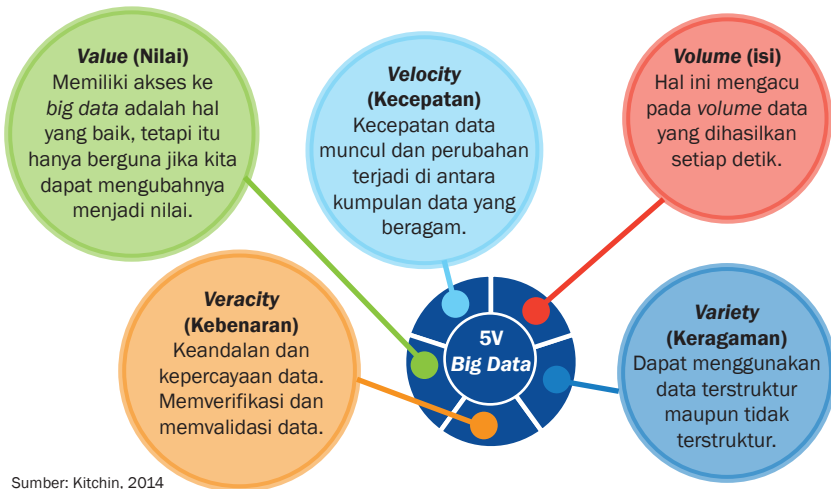 Value (Nilai)
Memiliki akses ke
big data adalah hal
yang baik, tetapi itu
hanya berguna jika kita
dapat mengubahnya
menjadi nilai.
Velocity
(Kecepatan)
Kecepatan data
muncul dan perubahan
terjadi di antara
kumpulan data yang
beragam.
Volume (isi)
Hal ini mengacu
pada volume data
yang dihasilkan
setiap detik.
Veracity
(Kebenaran)
Keandalan dan
kepercayaan data.
Memverifikasi dan
memvalidasi data.
5V
Big Data
Variety
(Keragaman)
Dapat menggunakan
data terstruktur
maupun tidak
terstruktur.
Sumber: Kitchin, 2014